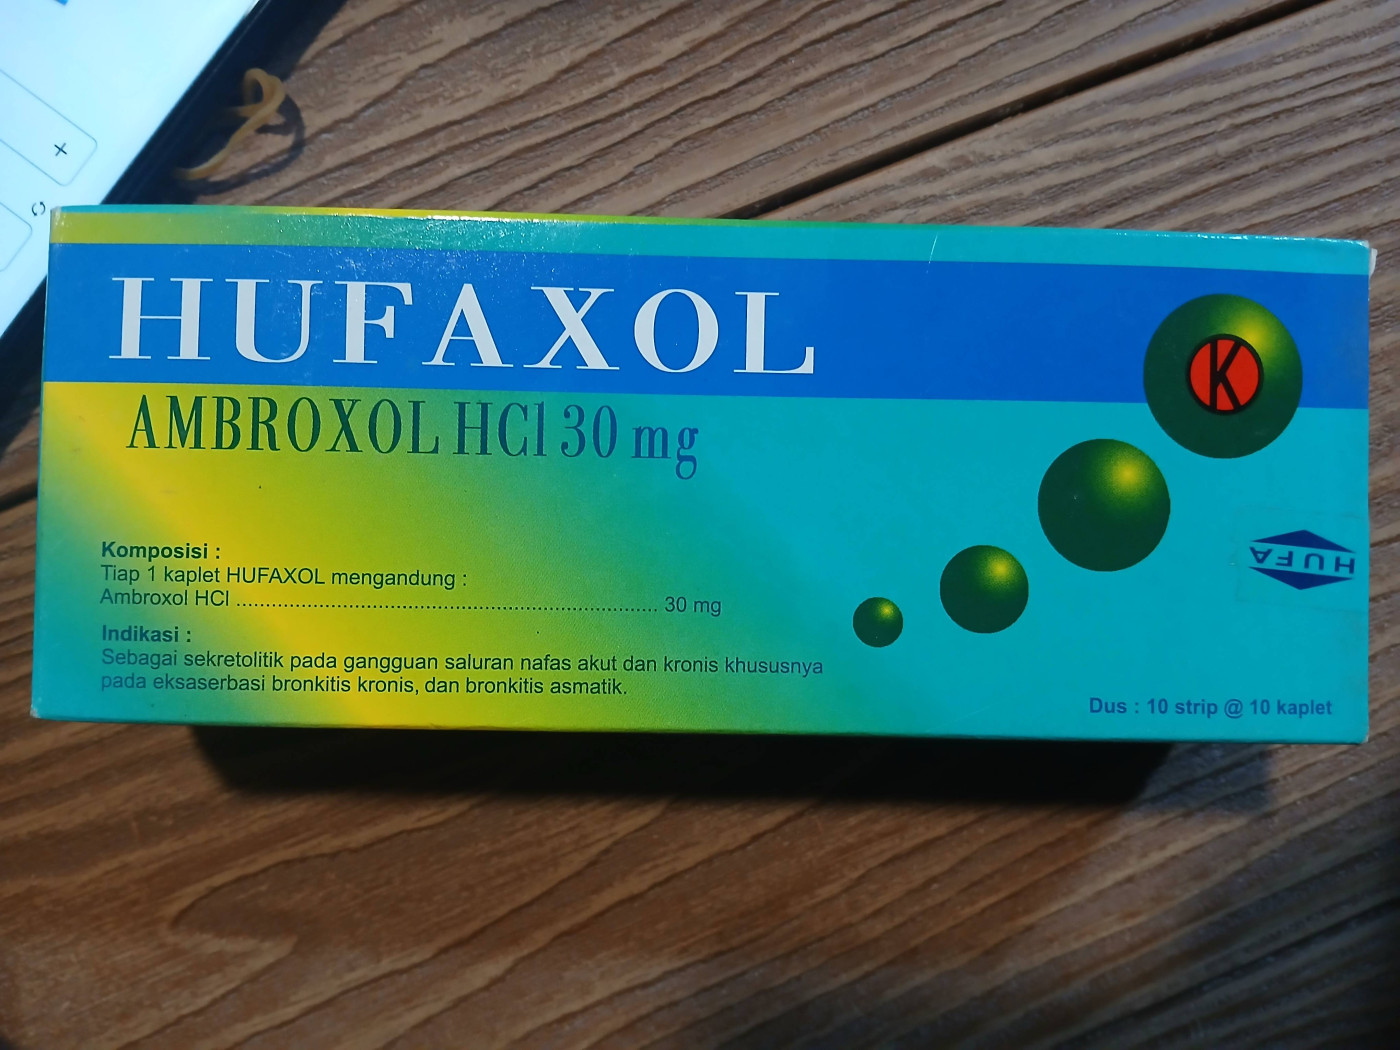 HUFAXOL
AMBROXOL HCl 30 mg
K
Komposisi :
Tiap 1 kaplet HUFAXOL mengandung :
Ambroxol HCl ........................................................................ 30 mg
Indikasi :
Sebagai sekretolitik pada gangguan saluran nafas akut dan kronis khususnya
pada eksaserbasi bronkitis kronis, dan bronkitis asmatik.
HUFA
Dus : 10 strip @ 10 kaplet